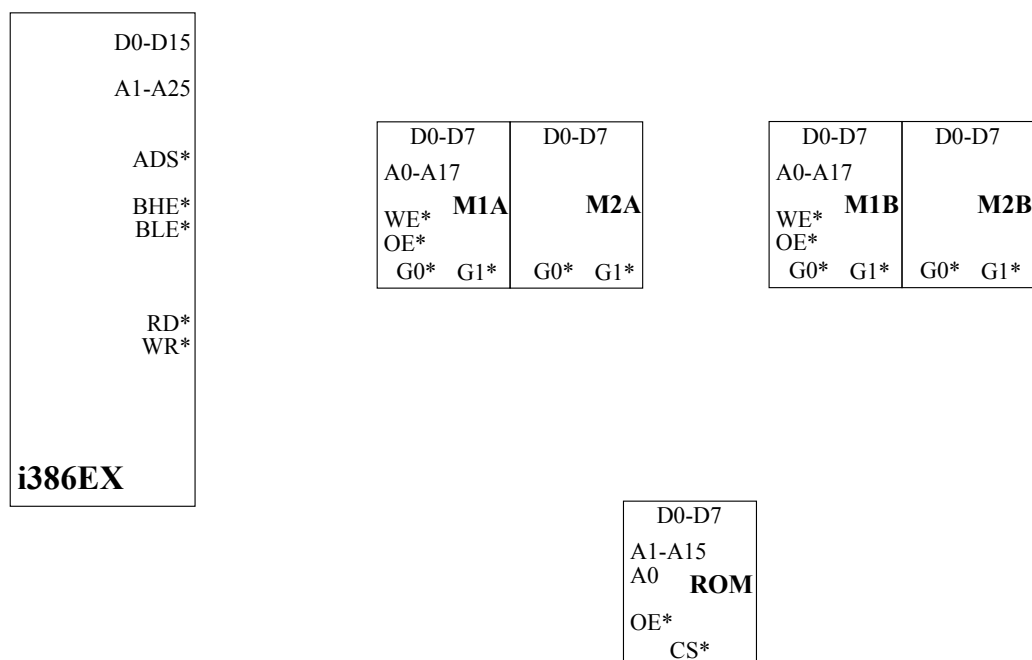 D0-D15
A1-A25
ADS*
BHE*
BLE*
RD*
WR*
i386EX
D0-D7 D0-D7
A0-A17
M1A M2A
WE*
OE*
G0* G1* G0* G1*
D0-D7 D0-D7
A0-A17
M1B M2B
WE*
OE*
G0* G1* G0* G1*
D0-D7
A1-A15
A0 ROM
OE*
CS*